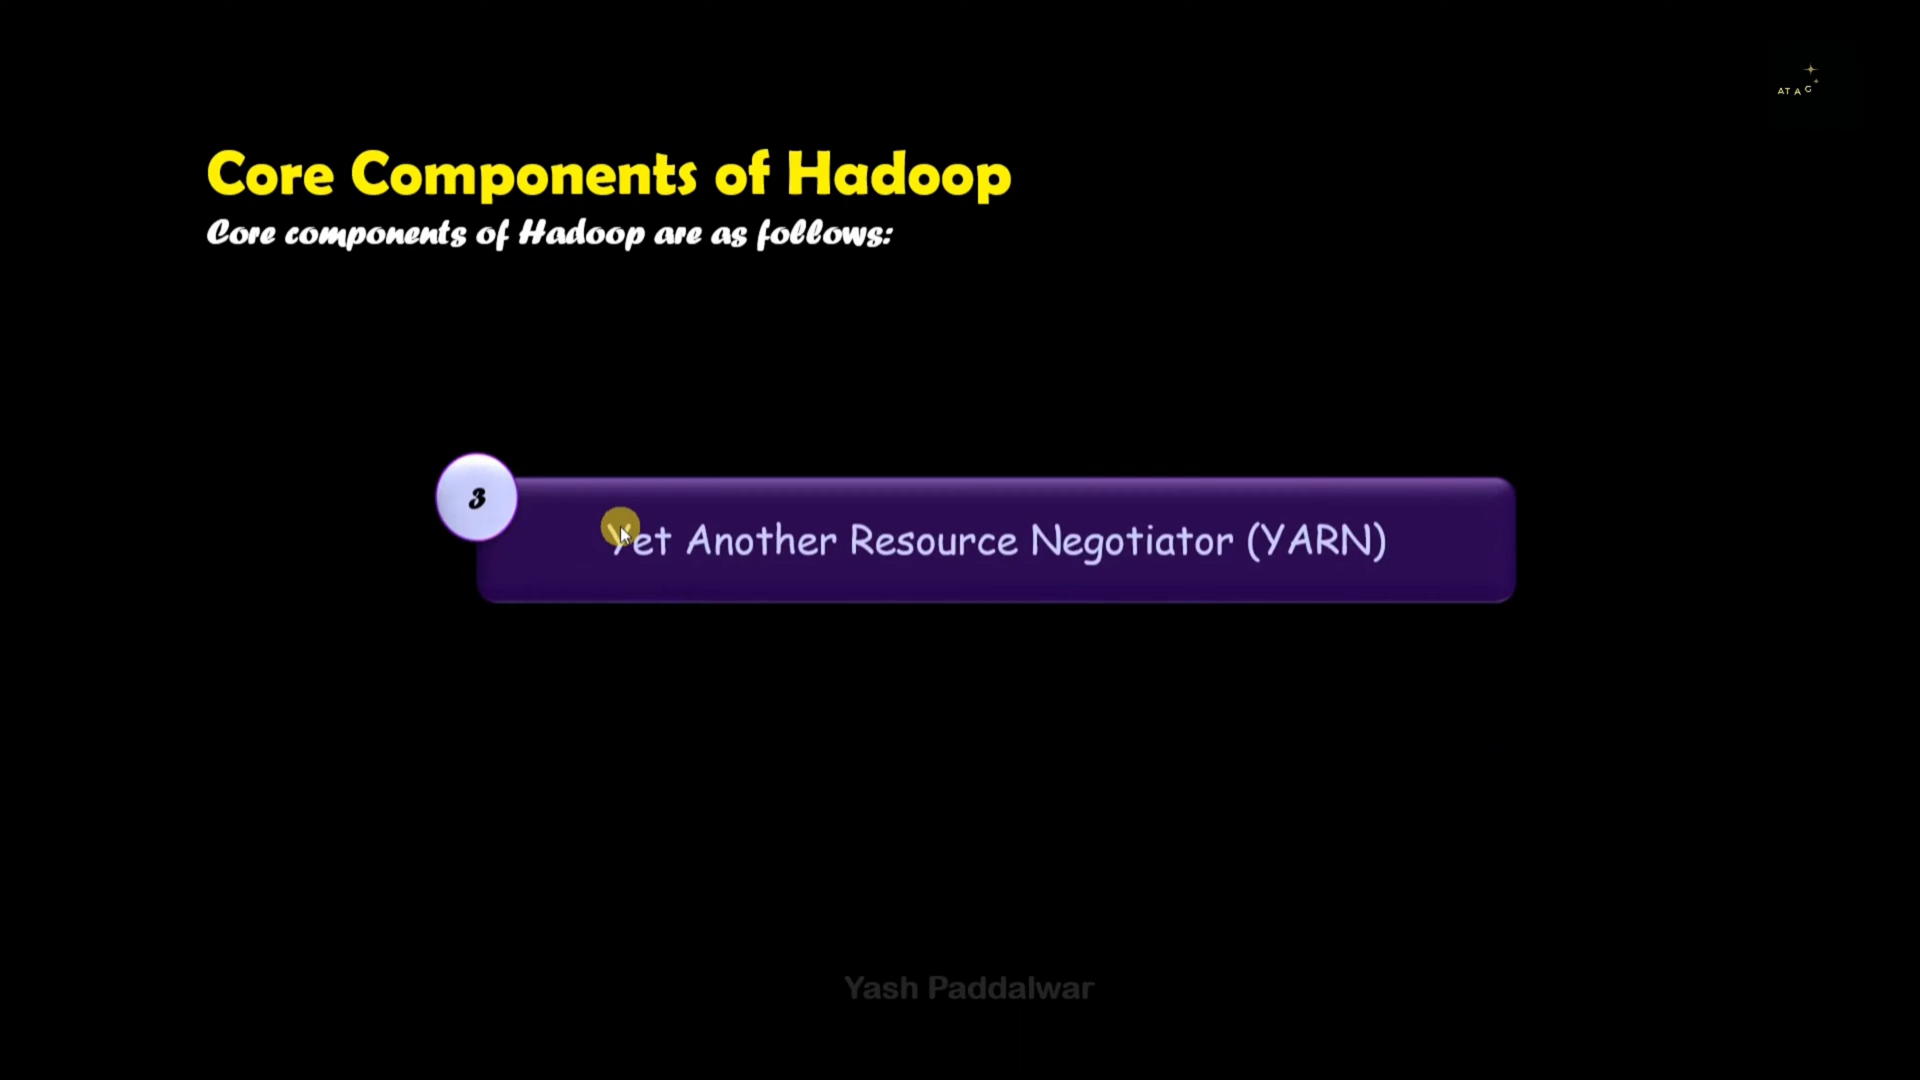 ATAG
Core Components of Hadoop
Core components of Hadoop are as follows:
3
Yet Another Resource Negotiator (YARN)
Yash Paddalwar